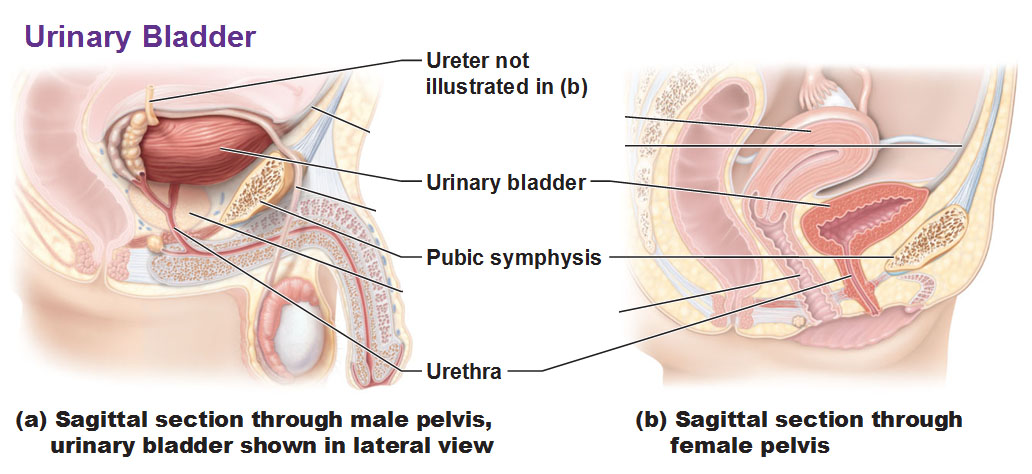 Urinary Bladder
Ureter not
illustrated in (b)
Urinary bladder
Pubic symphysis
Urethra
(a) Sagittal section through male pelvis,
urinary bladder shown in lateral view
(b) Sagittal section through
female pelvis